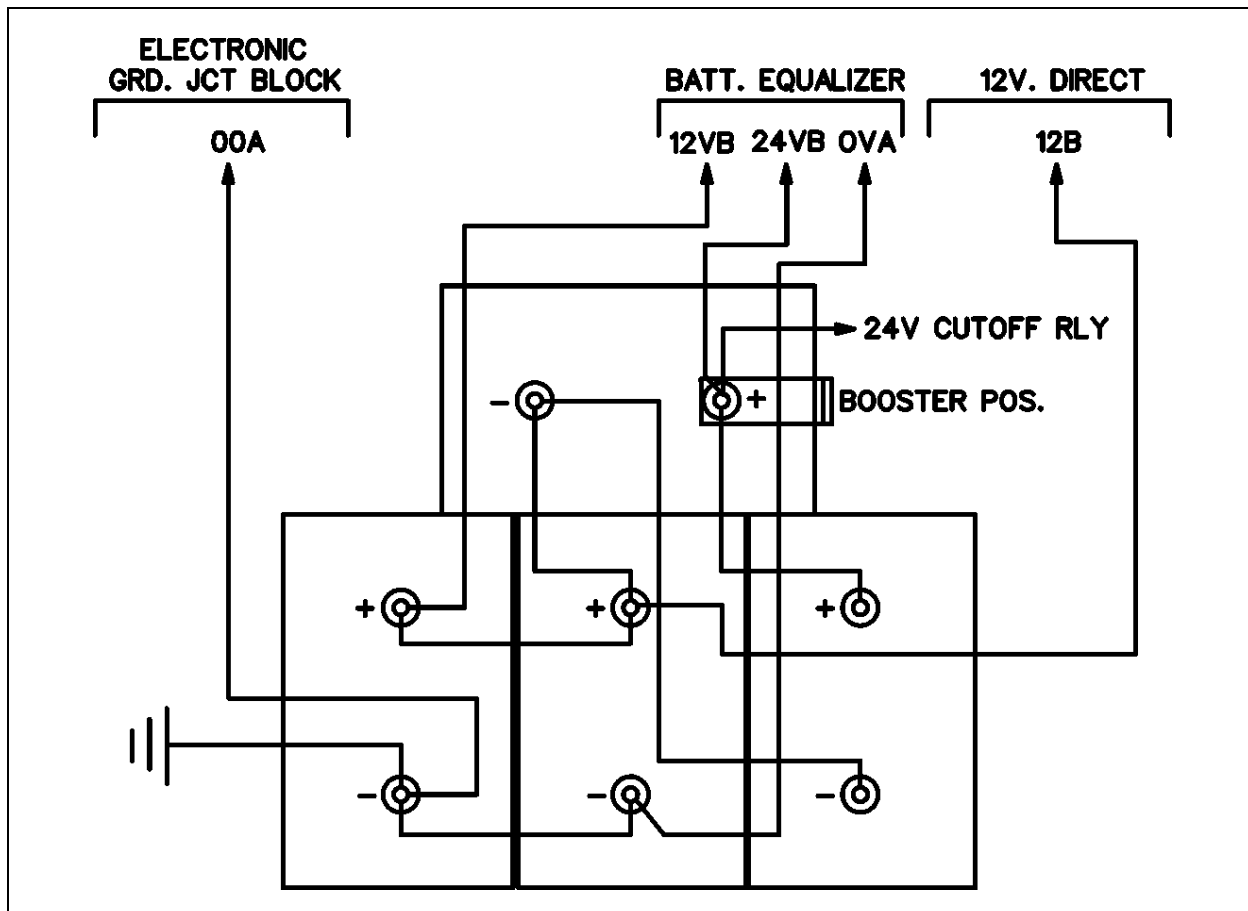 ELECTRONIC
GRD. JCT BLOCK
00A
BATT. EQUALIZER
12VB 24VB 0VA
12V. DIRECT
12B
24V CUTOFF RLY
- + BOOSTER POS.
+ + +
- - -